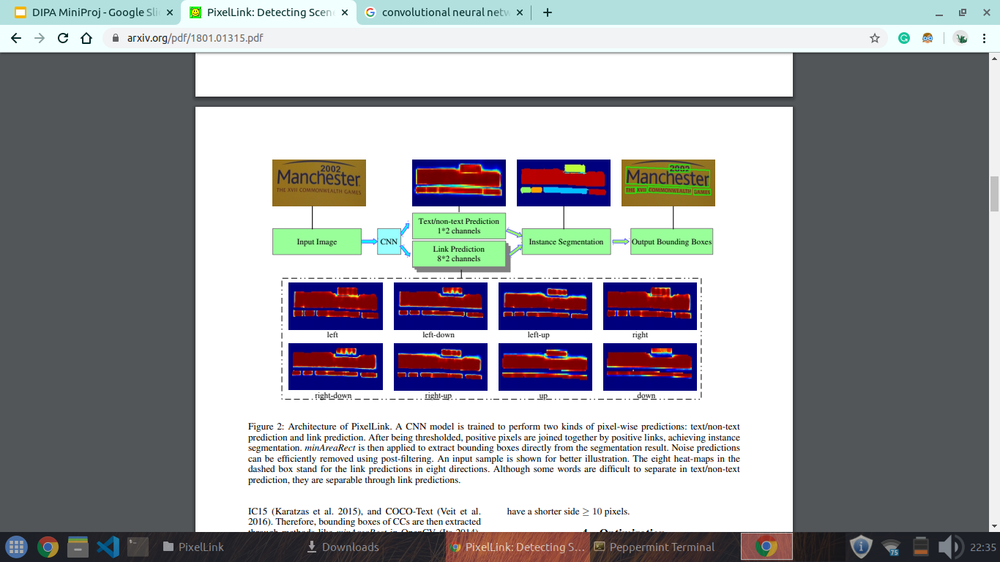 DIPA MiniProj - Google Sli
PixelLink: Detecting Scene
convolutional neural netw
arxiv.org/pdf/1801.01315.pdf
2002
Manchester
THE XVII COMMONWEALTH GAMES
2002
Manchester
THE XVII COMMONWEALTH GAMES
Input Image
CNN
Text/non-text Prediction
1*2 channels
Link Prediction
8*2 channels
Instance Segmentation
Output Bounding Boxes
left
left-down
left-up
right
right-down
right-up
up
down
Figure 2: Architecture of PixelLink. A CNN model is trained to perform two kinds of pixel-wise predictions: text/non-text
prediction and link prediction. After being thresholded, positive pixels are joined together by positive links, achieving instance
segmentation. minAreaRect is then applied to extract bounding boxes directly from the segmentation result. Noise predictions
can be efficiently removed using post-filtering. An input sample is shown for better illustration. The eight heat-maps in the
dashed box stand for the link predictions in eight directions. Although some words are difficult to separate in text/non-text
prediction, they are separable through link predictions.
IC15 (Karatzas et al. 2015), and COCO-Text (Veit et al.
2016). Therefore, bounding boxes of CCs are then extracted
through methods like minAreaRect in OpenCV (Its 2014)
have a shorter side ≥ 10 pixels.
4 Optimization
PixelLink
Downloads
PixelLink: Detecting S...
Peppermint Terminal
75
22:35